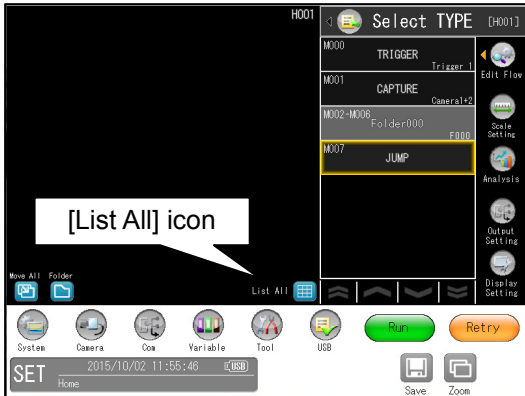 H001
Select TYPE [H001]
M000
TRIGGER
Trigger 1
M001
CAPTURE
Camera1+2
M002-M006
Folder000
F000
M007
JUMP
Edit Flow
Scale
Setting
Analysis
Output
Setting
Display
Setting
[List All] icon
Move All Folder
List All
System Camera Com Variable Tool USB
Run Retry
SET 2015/10/02 11:55:46 USB
Home
Save Zoom